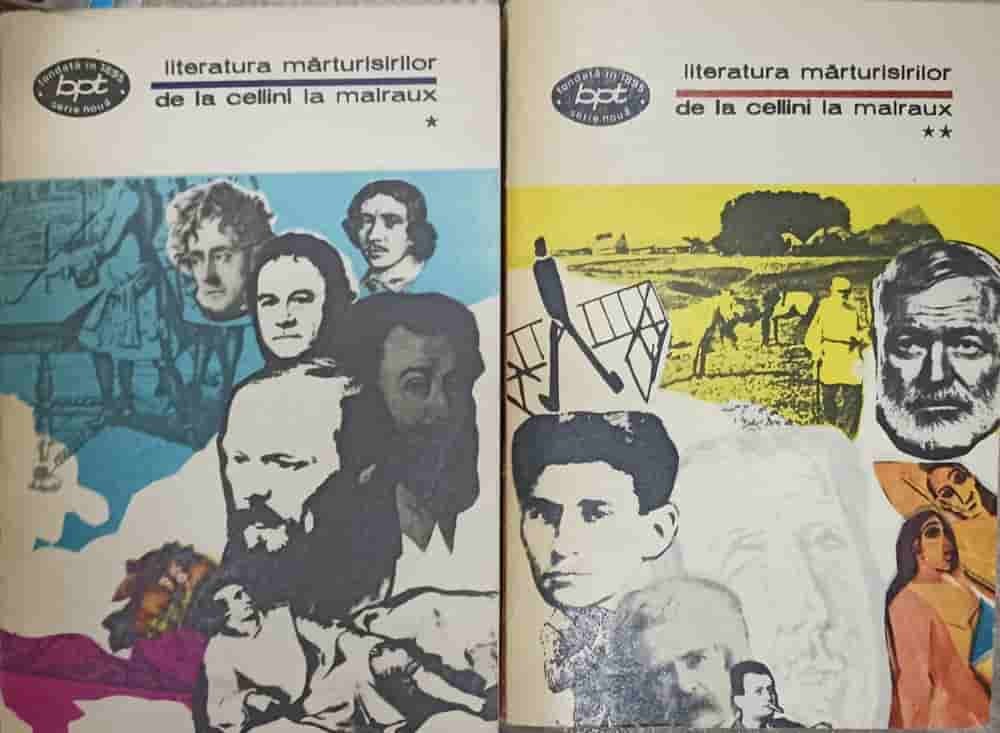 fondată în 1895
bpt
serie nouă
literatura mărturisirilor
de la cellini la malraux
*
fondată în 1895
bpt
serie nouă
literatura mărturisirilor
de la cellini la malraux
**